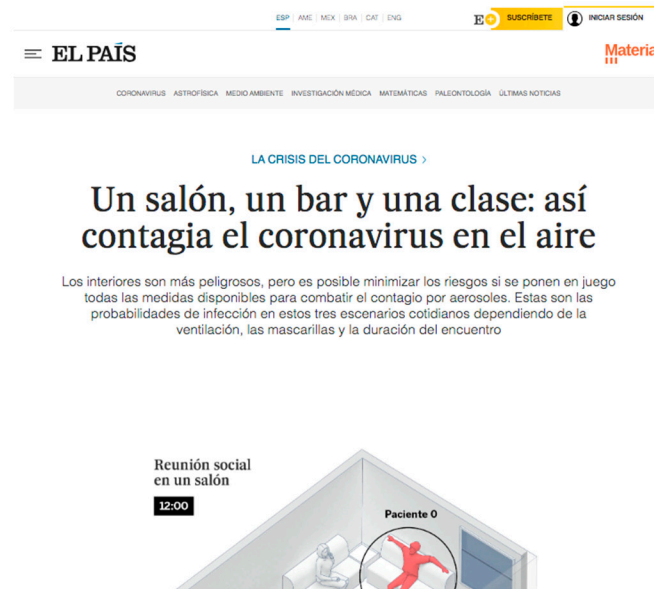 ESP AME MEX BRA CAT ENG
E+ SUSCRÍBETE INICIAR SESIÓN
EL PAÍS
Materia
CORONAVIRUS ASTROFÍSICA MEDIO AMBIENTE INVESTIGACIÓN MÉDICA MATEMÁTICAS PALEONTOLOGÍA ÚLTIMAS NOTICIAS
LA CRISIS DEL CORONAVIRUS >
Un salón, un bar y una clase: así
contagia el coronavirus en el aire
Los interiores son más peligrosos, pero es posible minimizar los riesgos si se ponen en juego
todas las medidas disponibles para combatir el contagio por aerosoles. Estas son las
probabilidades de infección en estos tres escenarios cotidianos dependiendo de la
ventilación, las mascarillas y la duración del encuentro
Reunión social
en un salón
12:00
Paciente 0